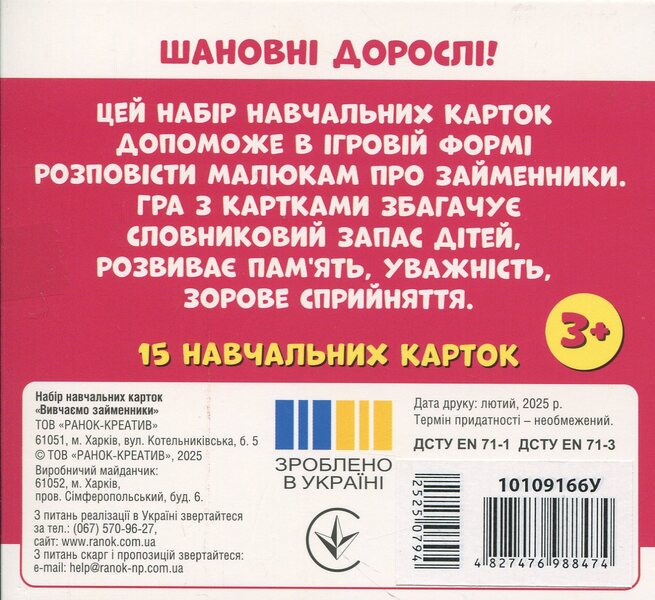 ШАНОВНІ ДОРОСЛІ!
ЦЕЙ НАБІР НАВЧАЛЬНИХ КАРТОК
ДОПОМОЖЕ В ІГРОВІЙ ФОРМІ
РОЗПОВІСТИ МАЛЮКАМ ПРО ЗАЙМЕННИКИ.
ГРА З КАРТКАМИ ЗБАГАЧУЄ
СЛОВНИКОВИЙ ЗАПАС ДІТЕЙ,
РОЗВИВАЄ ПАМ'ЯТЬ, УВАЖНІСТЬ,
ЗОРОВЕ СПРИЙНЯТТЯ.
3+
15 НАВЧАЛЬНИХ КАРТОК
Набір навчальних карток
«Вивчаємо займенники»
ТОВ «РАНОК-КРЕАТИВ»
61051, м. Харків, вул. Котельниківська, б. 5
© ТОВ «РАНОК-КРЕАТИВ», 2025
Виробничий майданчик:
61052, м. Харків,
пров. Сімферопольський, буд. 6.
З питань реалізації в Україні звертайтеся
за тел.: (067) 570-96-27,
сайт: www.ranok.com.ua
З питань скарг і пропозицій звертайтеся:
e-mail: help@ranok-np.com.ua
ЗРОБЛЕНО
В УКРАЇНІ
Дата друку: лютий, 2025 р.
Термін придатності – необмежений.
ДСТУ EN 71-1 ДСТУ EN 71-3
25250794
10109166У
4 827476 988474